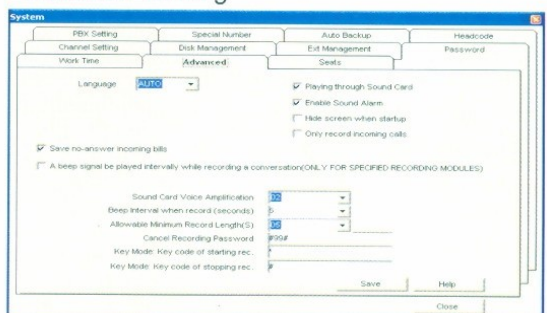 System
PBX Setting Special Number Auto Backup Headcode
Channel Setting Disk Management Ext Management Password
Work Time Advanced Seats
Language AUTO
Playing through Sound Card
Enable Sound Alarm
Hide screen when startup
Only record incoming calls
Save no-answer incoming bills
A beep signal be played intervally while recording a conversation(ONLY FOR SPECIFIED RECORDING MODULES)
Sound Card Voice Amplification
Beep Interval when record (seconds)
Allowable Minimum Record Length(S) 05
Cancel Recording Password #99#
Key Mode: Key code of starting rec. *
Key Mode: Key code of stopping rec. #
Save Help
Close